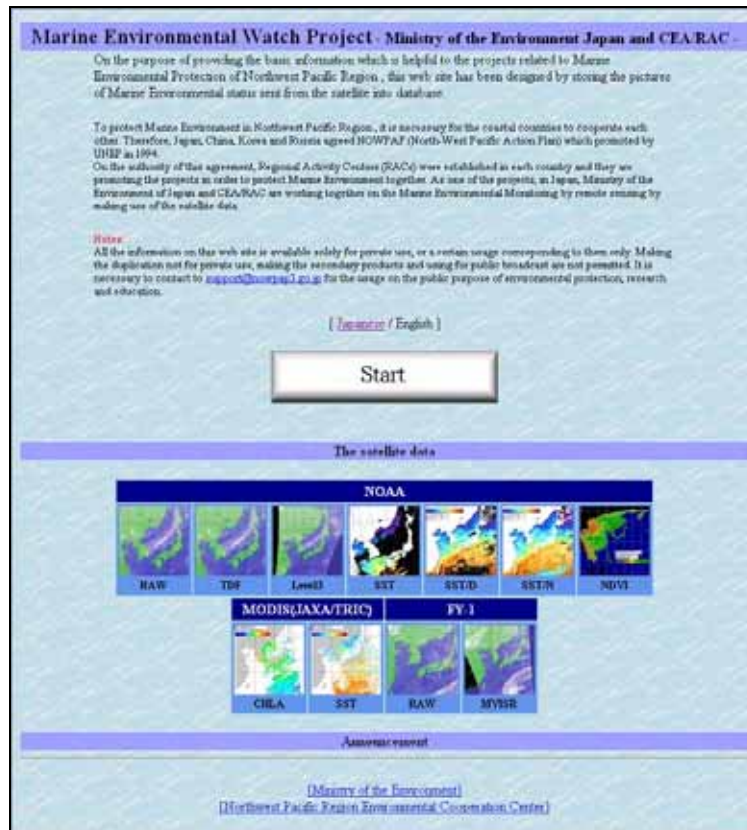 Marine Environmental Watch Project - Ministry of the Environment Japan and CEA/RAC -
On the purpose of providing the basic information which is helpful to the projects related to Marine
Environmental Protection of Northwest Pacific Region , this web site has been designed by storing the pictures
of Marine Environmental status sent from the satellite into database.
To protect Marine Environment in Northwest Pacific Region , it is necessary for the coastal countries to cooperate each
other. Therefore, Japan, China, Korea and Russia agreed NOWPAP (North-West Pacific Action Plan) which promoted by
UNEP in 1994.
On the authority of this agreement, Regional Activity Centers (RACs) were established in each country and they are
promoting the projects in order to protect Marine Environment together. As one of the projects, in Japan, Ministry of the
Environment of Japan and CEA/RAC are working together on the Marine Environmental Monitoring by remote sensing by
making use of the satellite data.
Notes
All the information on this web site is available solely for private use, or a certain usage corresponding to them only. Making
the duplication not for private use, making the secondary products and using for public broadcast are not permitted. It is
necessary to contact to support@nowpap3.go.jp for the usage on the public purpose of environmental protection, research
and education.
[ Japanese / English ]
Start
The satellite data
NOAA
RAW TDF Level3 SST SST/D SST/N NDVI
MODIS(JAXA/TRIC) FY-1
CHLA SST RAW MVISR
Announcement
[Ministry of the Environment]
[Northwest Pacific Region Environmental Cooperation Center]